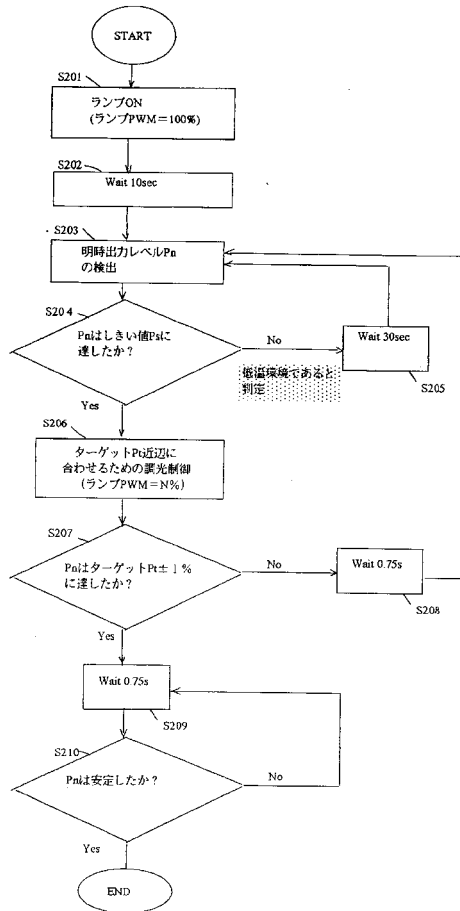 START
S201
ランプON
(ランプPWM=100%)
S202
Wait 10sec
S203
明時出力レベルPn
の検出
S204
Pnはしきい値Psに
達したか?
No
Wait 30sec
低温環境であると
判定
S205
Yes
S206
ターゲットPt近辺に
合わせるための調光制御
(ランプPWM=N%)
S207
PnはターゲットPt±1%
に達したか?
No
Wait 0.75s
S208
Yes
Wait 0.75s
S209
S210
Pnは安定したか?
No
Yes
END